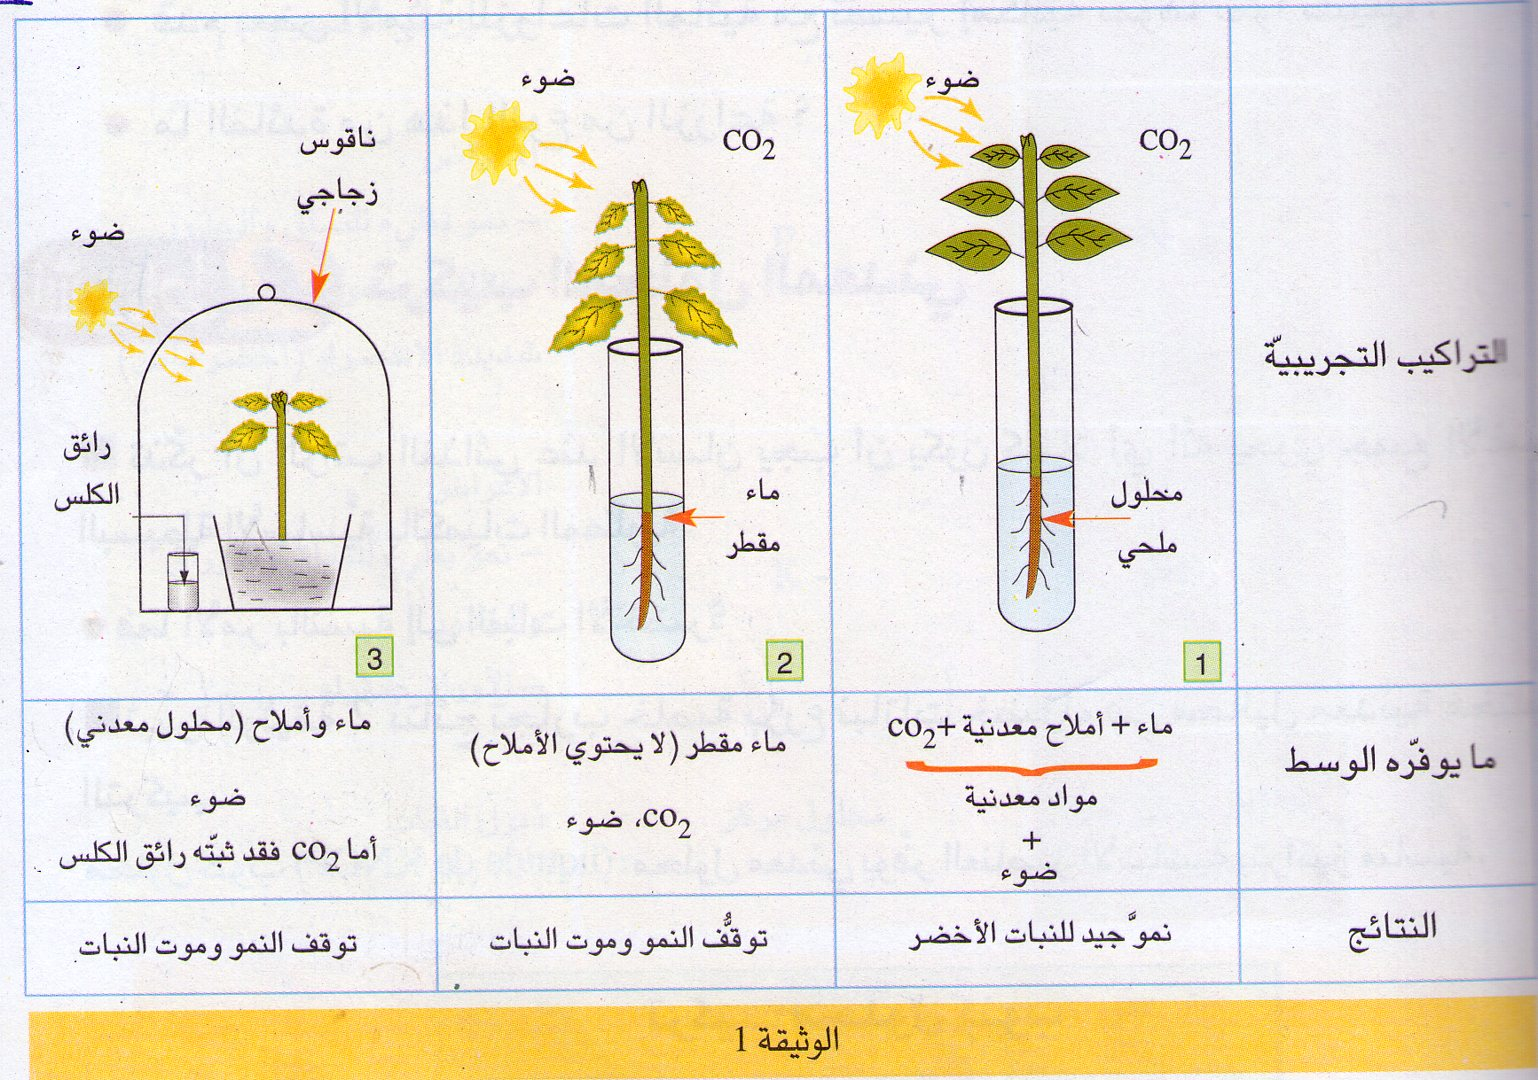 التراكيب التجريبيّة
ضوء
CO2
محلول
ملحي
1
ضوء
CO2
ماء
مقطر
2
ناقوس
زجاجي
ضوء
رائق
الكلس
3
ما يوفّره الوسط
ماء + أملاح معدنية + co2
مواد معدنية
+
ضوء
ماء مقطر (لا يحتوي الأملاح)
co2، ضوء
ماء وأملاح (محلول معدني)
ضوء
أما co2 فقد ثبتّه رائق الكلس
النتائج
نموَّ جيد للنبات الأخضر
توقفُّ النمو وموت النبات
توقف النمو وموت النبات
الوثيقة 1